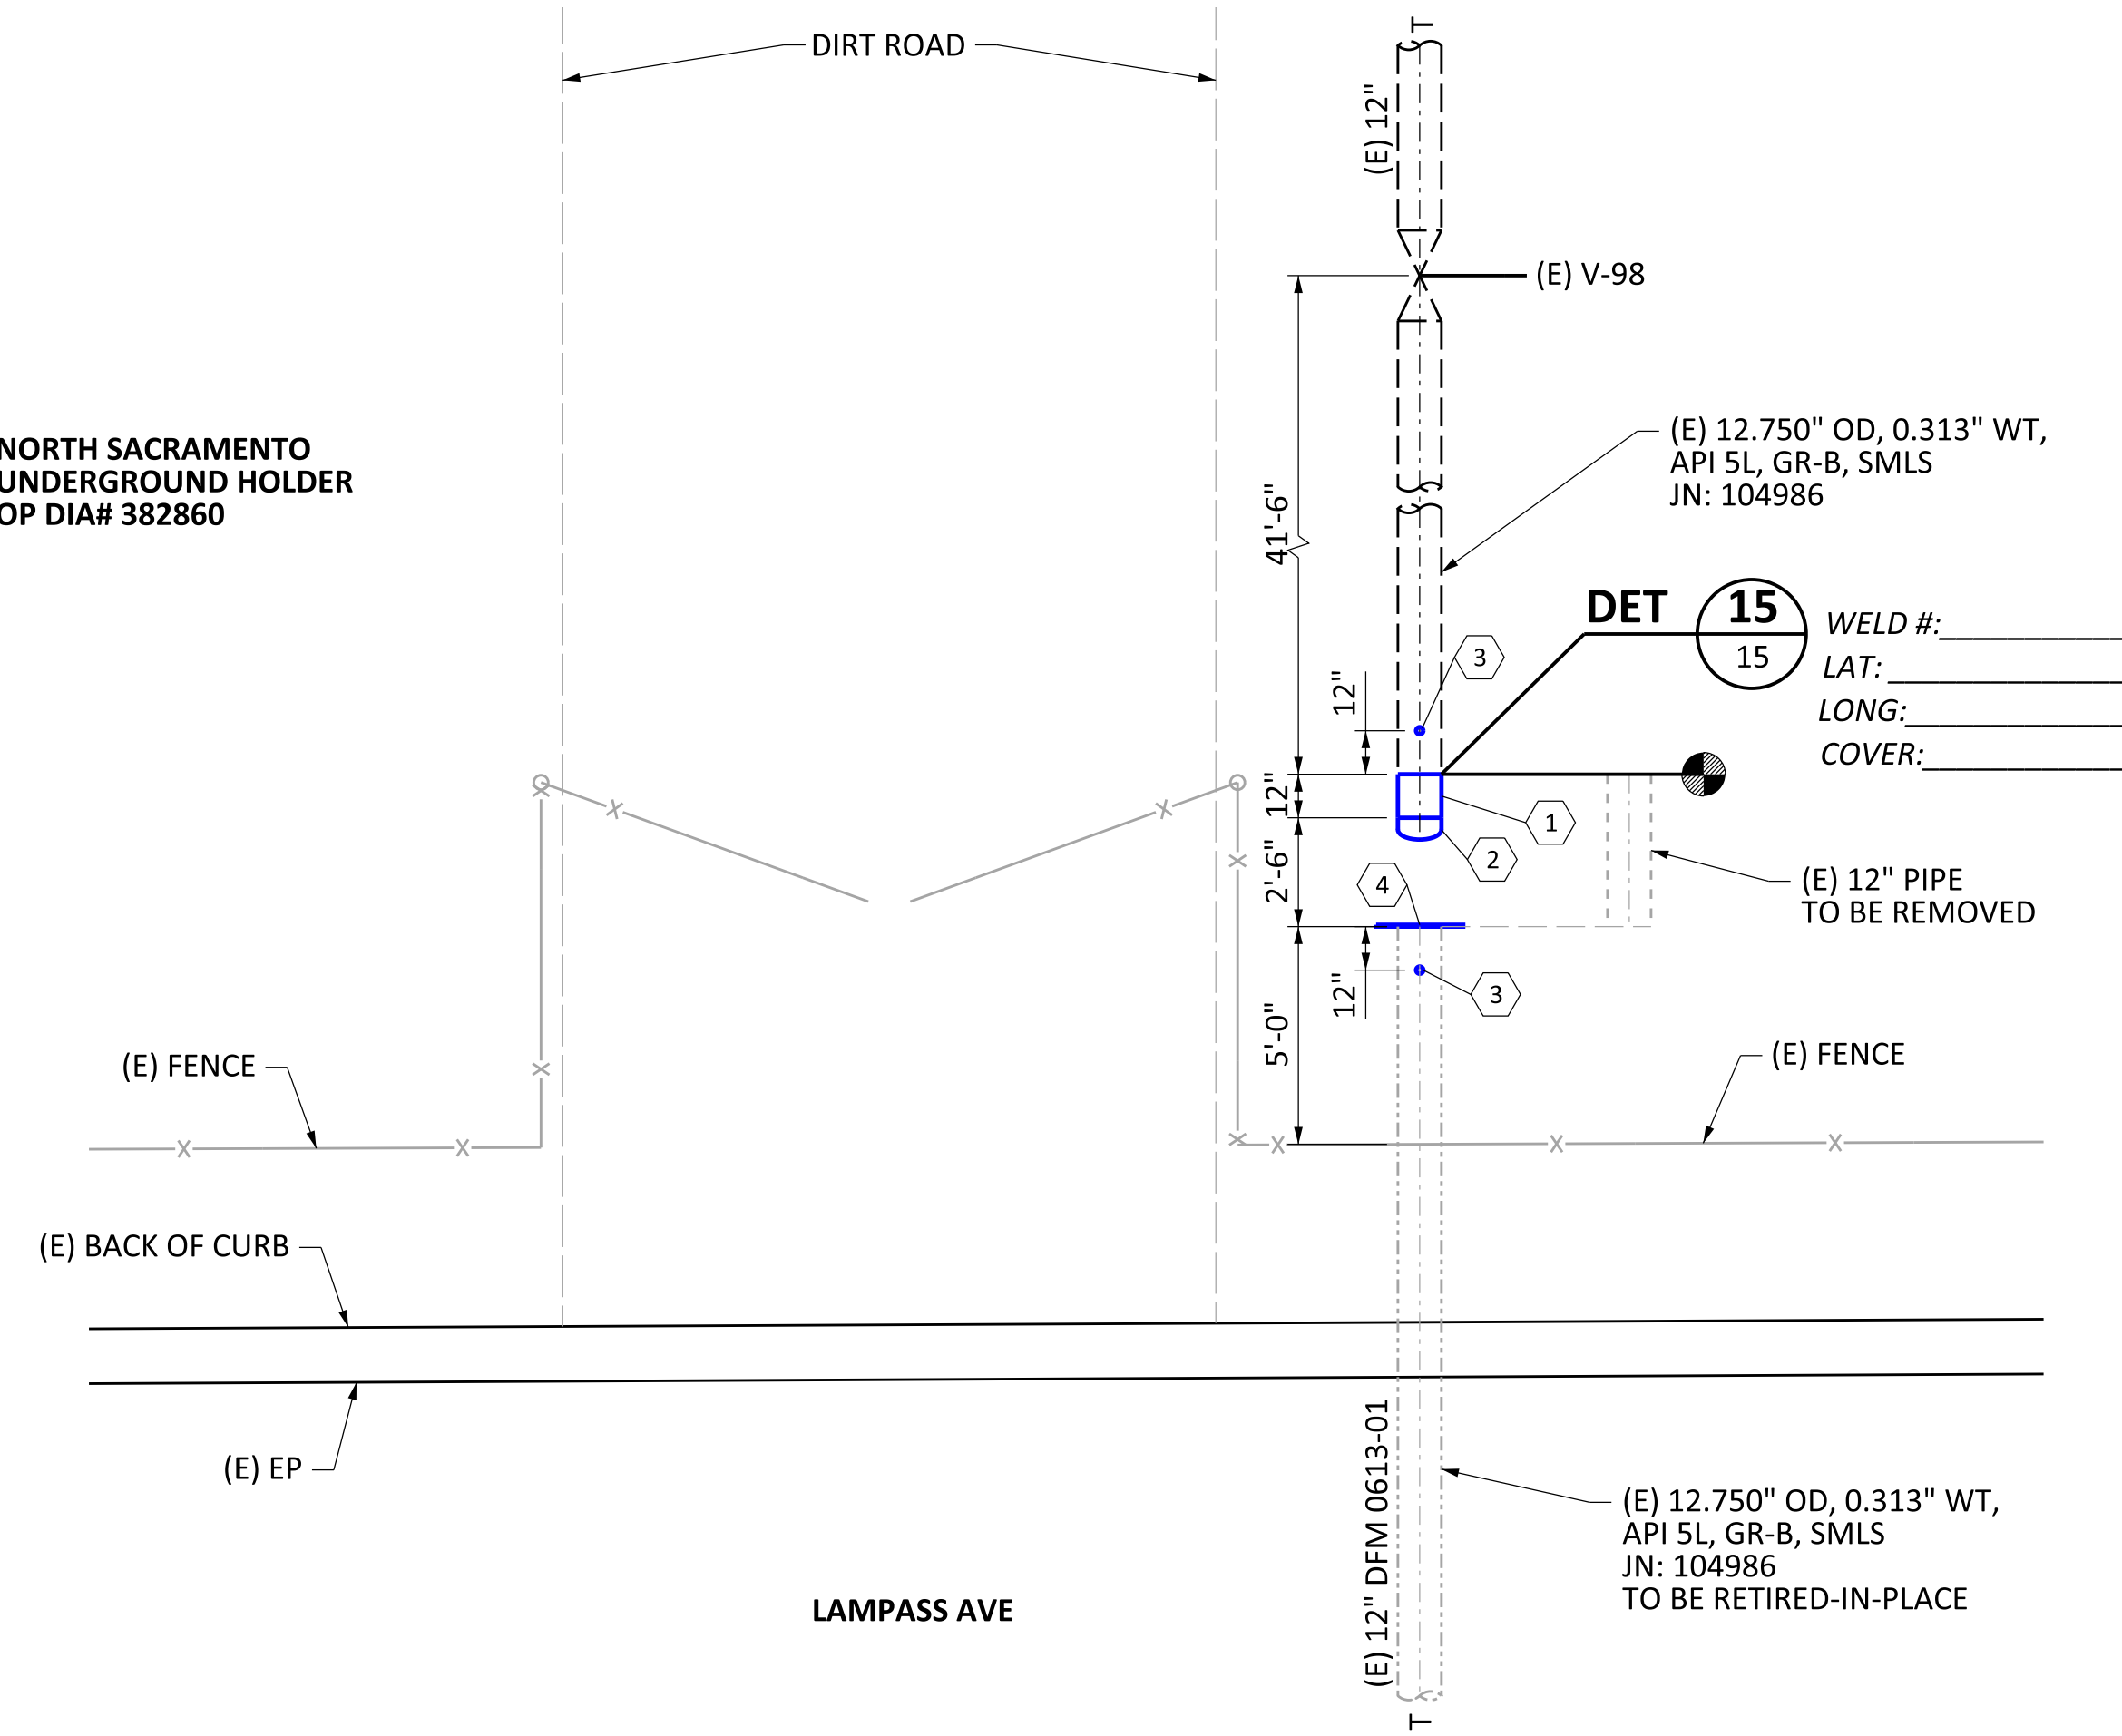 DIRT ROAD
T
(E) 12"
(E) V-98
NORTH SACRAMENTO
UNDERGROUND HOLDER
OP DIA# 382860
(E) 12.750" OD, 0.313" WT,
API 5L, GR-B, SMLS
JN: 104986
41'-6"
DET 15
15
WELD #:
LAT:
LONG:
COVER:
3
12"
12"
1
2
2'-6"
4
(E) 12" PIPE
TO BE REMOVED
12"
3
5'-0"
(E) FENCE
(E) FENCE
(E) BACK OF CURB
(E) EP
(E) 12" DFM 0613-01
(E) 12.750" OD, 0.313" WT,
API 5L, GR-B, SMLS
JN: 104986
TO BE RETIRED-IN-PLACE
LAMPASS AVE
T